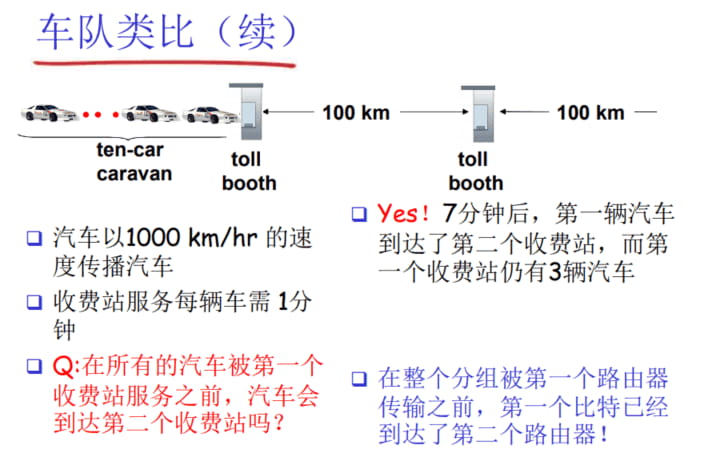 车队类比（续）
100 km
100 km
ten-car
caravan
toll
booth
toll
booth
汽车以1000 km/hr 的速
度传播汽车
收费站服务每辆车需 1分
钟
Q:在所有的汽车被第一个
收费站服务之前，汽车会
到达第二个收费站吗？
Yes！7分钟后，第一辆汽车
到达了第二个收费站，而第
一个收费站仍有3辆汽车
在整个分组被第一个路由器
传输之前，第一个比特已经
到达了第二个路由器！